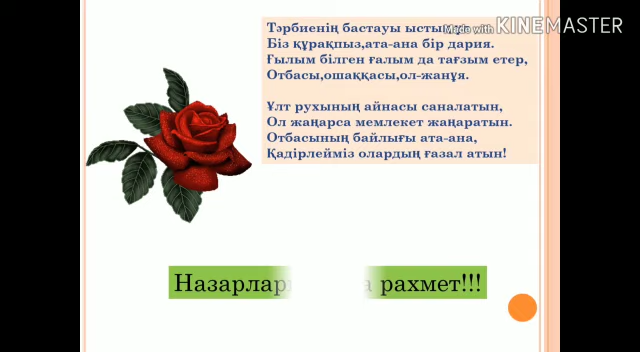 Тәрбиенің бастауы
Made with KINEMASTER
Біз құрақпыз,ата-ана бір дария.
Ғылым білген ғалым да тағзым етер,
Отбасы,ошаққасы,ол-жанұя.
Ұлт рухының айнасы саналатын,
Ол жаңарса мемлекет жаңаратын.
Отбасының байлығы ата-ана,
Қадірлейміз олардың ғазал атын!
рахмет!!!